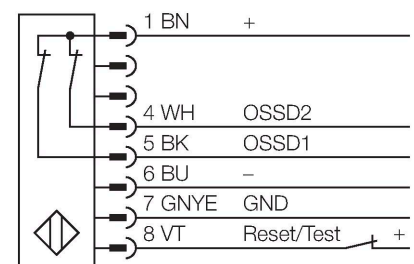 1 BN +
4 WH OSSD2
5 BK OSSD1
6 BU –
7 GNYE GND
8 VT Reset/Test +